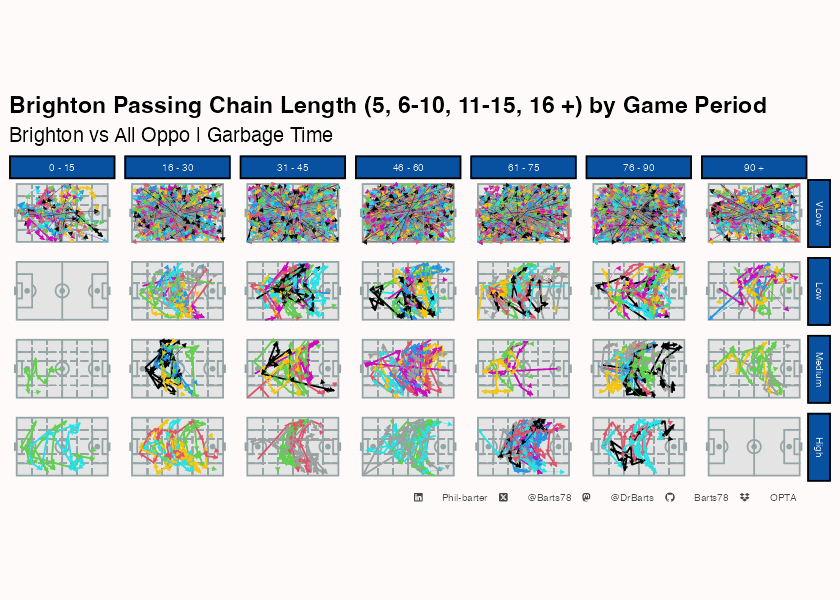 Brighton Passing Chain Length (5, 6-10, 11-15, 16 +) by Game Period
Brighton vs All Oppo | Garbage Time
0 - 15 16 - 30 31 - 45 46 - 60 61 - 75 76 - 90 90 +
V Low
Low
Medium
High
Phil-barter @Barts78 @DrBarts Barts78 OPTA